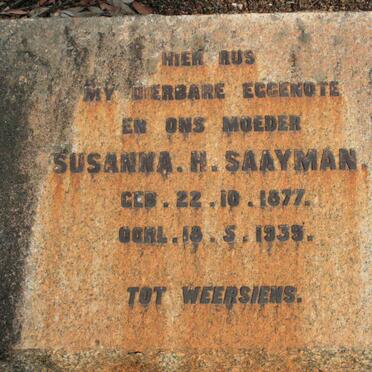 HIER RUS
MY DIERBARE EGGENOTE
EN ONS MOEDER
SUSANNA. H. SAAYMAN.
GEB. 22. 10. 1877.
OORL. 18. 5. 1939.
TOT WEERSIENS.